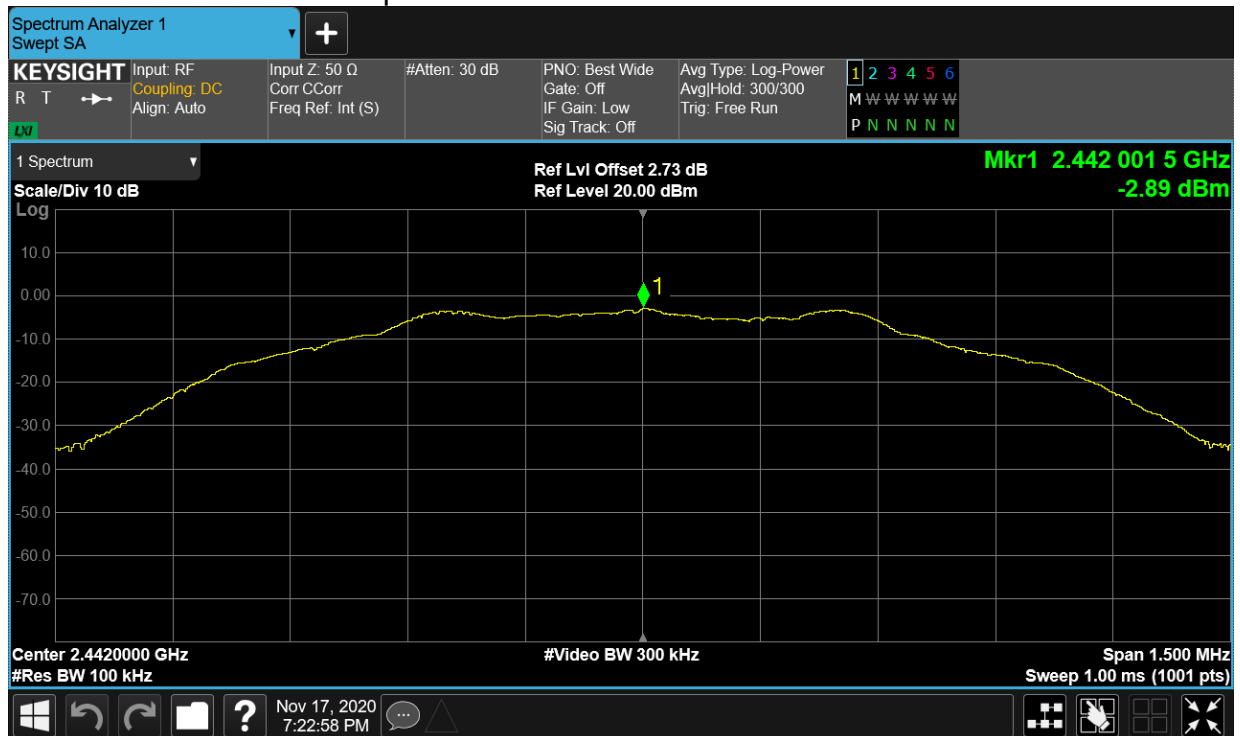 Spectrum Analyzer 1
Swept SA
+
KEYSIGHT Input: RF Input Z: 50 Ω #Atten: 30 dB PNO: Best Wide Avg Type: Log-Power 1 2 3 4 5 6
R T Coupling: DC Corr CCorr Gate: Off Avg|Hold: 300/300 M W W W W W
Align: Auto Freq Ref: Int (S) IF Gain: Low Trig: Free Run
LXI Sig Track: Off P N N N N N
1 Spectrum Ref Lvl Offset 2.73 dB Mkr1 2.442 001 5 GHz
Scale/Div 10 dB Ref Level 20.00 dBm -2.89 dBm
Log
10.0
1
0.00
-10.0
-20.0
-30.0
-40.0
-50.0
-60.0
-70.0
Center 2.4420000 GHz #Video BW 300 kHz Span 1.500 MHz
#Res BW 100 kHz Sweep 1.00 ms (1001 pts)
? Nov 17, 2020
7:22:58 PM